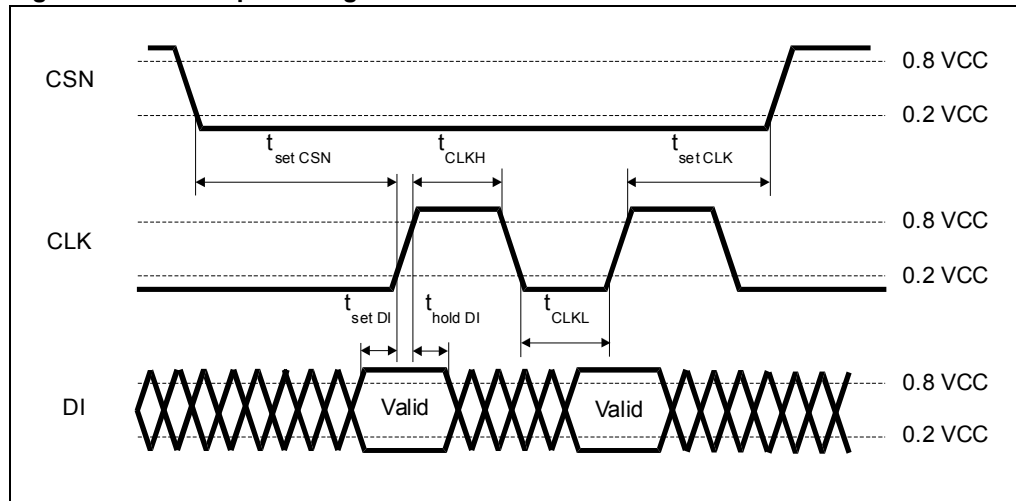 CSN
0.8 VCC
0.2 VCC
t set CSN
t CLKH
t set CLK
CLK
0.8 VCC
0.2 VCC
t set DI
t hold DI
t CLKL
DI
Valid
Valid
0.8 VCC
0.2 VCC